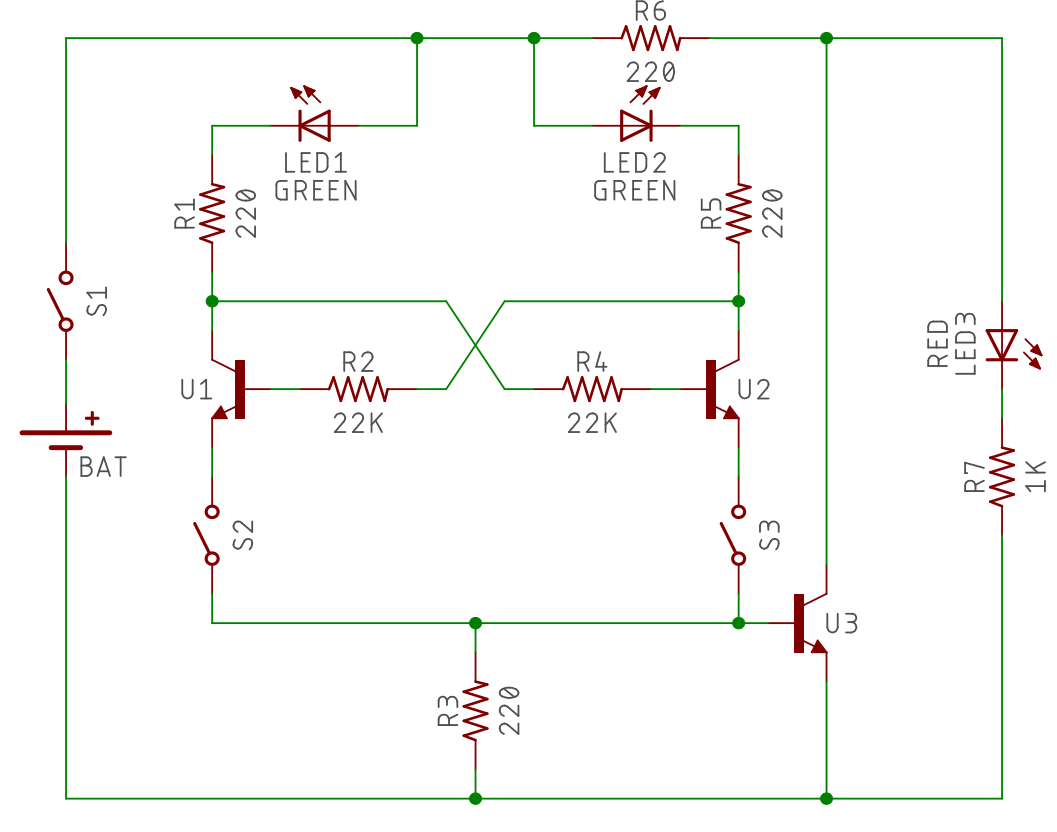 R6
220
LED1
GREEN
LED2
GREEN
R1
220
R5
220
S1
RED
LED3
U1
R2
22K
R4
22K
U2
+
BAT
R7
1K
S2
S3
U3
R3
220